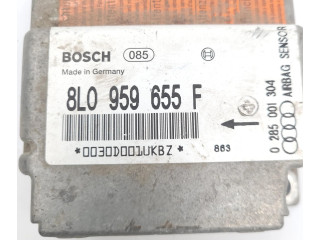 BOSCH 085
Made in Germany
8L0 959 655 F
*0030D001UKBZ* 863
0 285 001 304
AIRBAG SENSOR